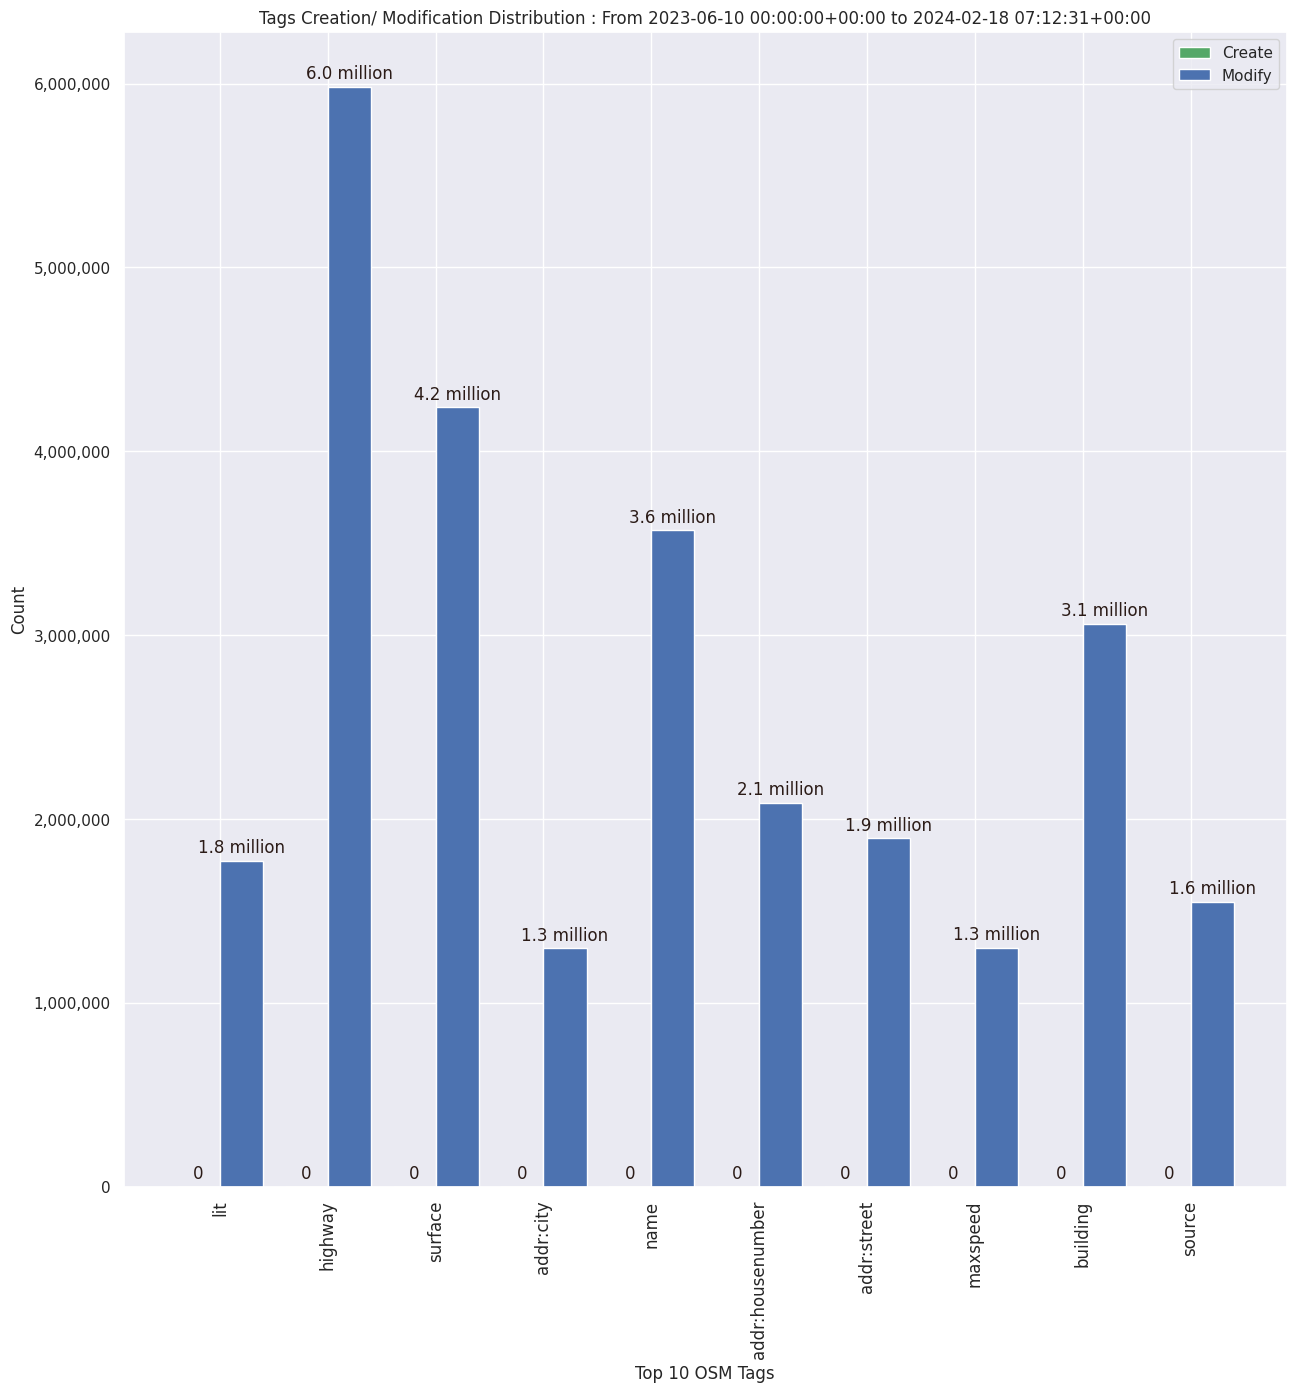 Tags Creation/ Modification Distribution : From 2023-06-10 00:00:00+00:00 to 2024-02-18 07:12:31+00:00
Create
Modify
6.0 million
6,000,000
5,000,000
4.2 million
4,000,000
3.6 million
3.1 million
3,000,000
2.1 million
2,000,000
1.9 million
1.8 million
1.6 million
1.3 million
1.3 million
1,000,000
0
0 0 0 0 0 0 0 0 0 0
Count
lit
highway
surface
addr:city
name
addr:housenumber
addr:street
maxspeed
building
source
Top 10 OSM Tags